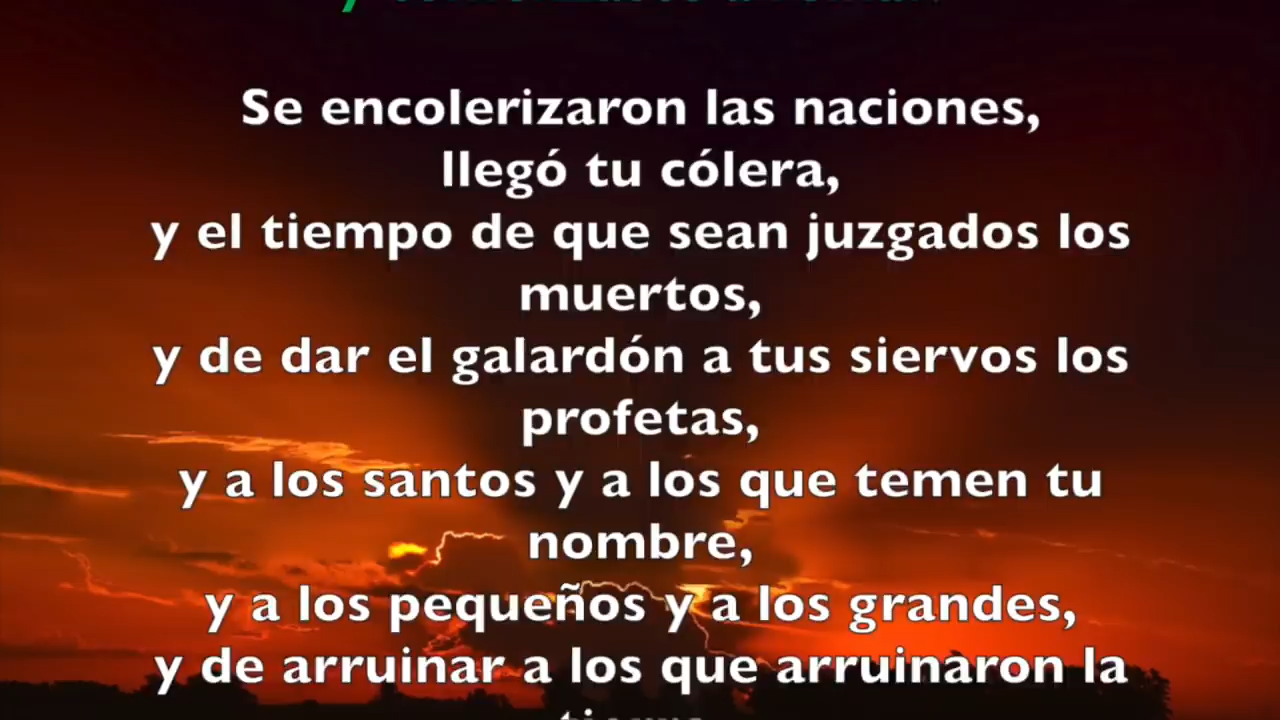 Se encolerizaron las naciones,
llegó tu cólera,
y el tiempo de que sean juzgados los
muertos,
y de dar el galardón a tus siervos los
profetas,
y a los santos y a los que temen tu
nombre,
y a los pequeños y a los grandes,
y de arruinar a los que arruinaron la